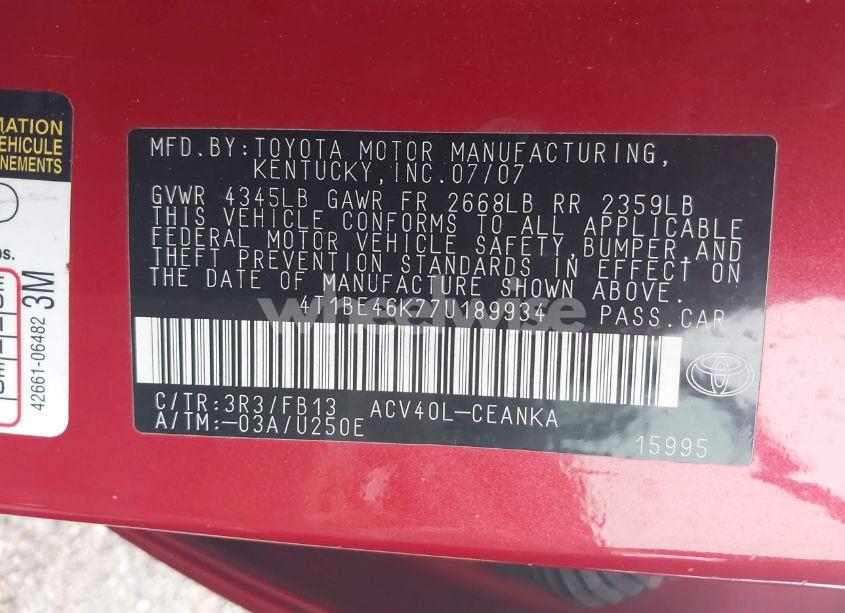 MATION
VEHICULE
NEMENTS
os.
3M
42661-06482
MFD.BY:TOYOTA MOTOR MANUFACTURING,
KENTUCKY, INC. 07/07
GVWR 4345LB GAWR FR 2668LB RR 2359LB
THIS VEHICLE CONFORMS TO ALL APPLICABLE
FEDERAL MOTOR VEHICLE SAFETY,BUMPER,AND
THEFT PREVENTION STANDARDS IN EFFECT ON
THE DATE OF MANUFACTURE SHOWN ABOVE.
4T1BE46K77U189934 PASS.CAR
wheelwise
C/TR:3R3/FB13 ACV40L-CEANKA
A/TM:-03A/U250E
15995